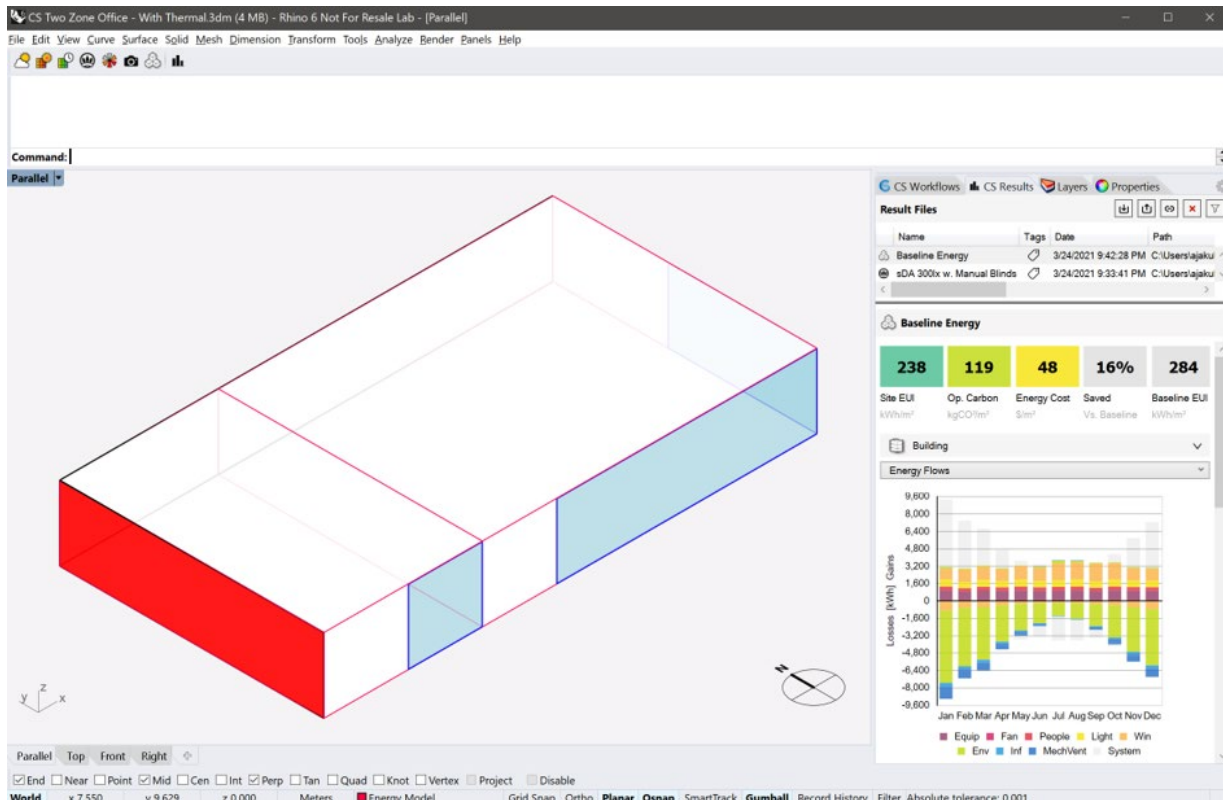 CS Two Zone Office - With Thermal.3dm (4 MB) - Rhino 6 Not For Resale Lab - [Parallel]
File Edit View Curve Surface Solid Mesh Dimension Transform Tools Analyze Render Panels Help
Command:
Parallel
CS Workflows CS Results Layers Properties
Result Files
Name Tags Date Path
Baseline Energy 3/24/2021 9:42:28 PM C:\Users\ajaku
sDA 300lx w. Manual Blinds 3/24/2021 9:33:41 PM C:\Users\ajaku
Baseline Energy
238 119 48 16% 284
Site EUI Op. Carbon Energy Cost Saved Baseline EUI
kWh/m² kgCO²/m² $/m² Vs. Baseline kWh/m²
Building
Energy Flows
9,600
8,000
6,400
4,800
3,200
1,600
0
-1,600
-3,200
-4,800
-6,400
-8,000
-9,600
Losses [kWh] Gains
Jan Feb Mar Apr May Jun Jul Aug Sep Oct Nov Dec
Equip Fan People Light Win
Env Inf MechVent System
N
z
y x
Parallel Top Front Right
End Near Point Mid Cen Int Perp Tan Quad Knot Vertex Project Disable
World x 7.550 y 9.629 z 0.000 Meters Energy Model Grid Snap Ortho Planar Osnap SmartTrack Gumball Record History Filter Absolute tolerance: 0.001